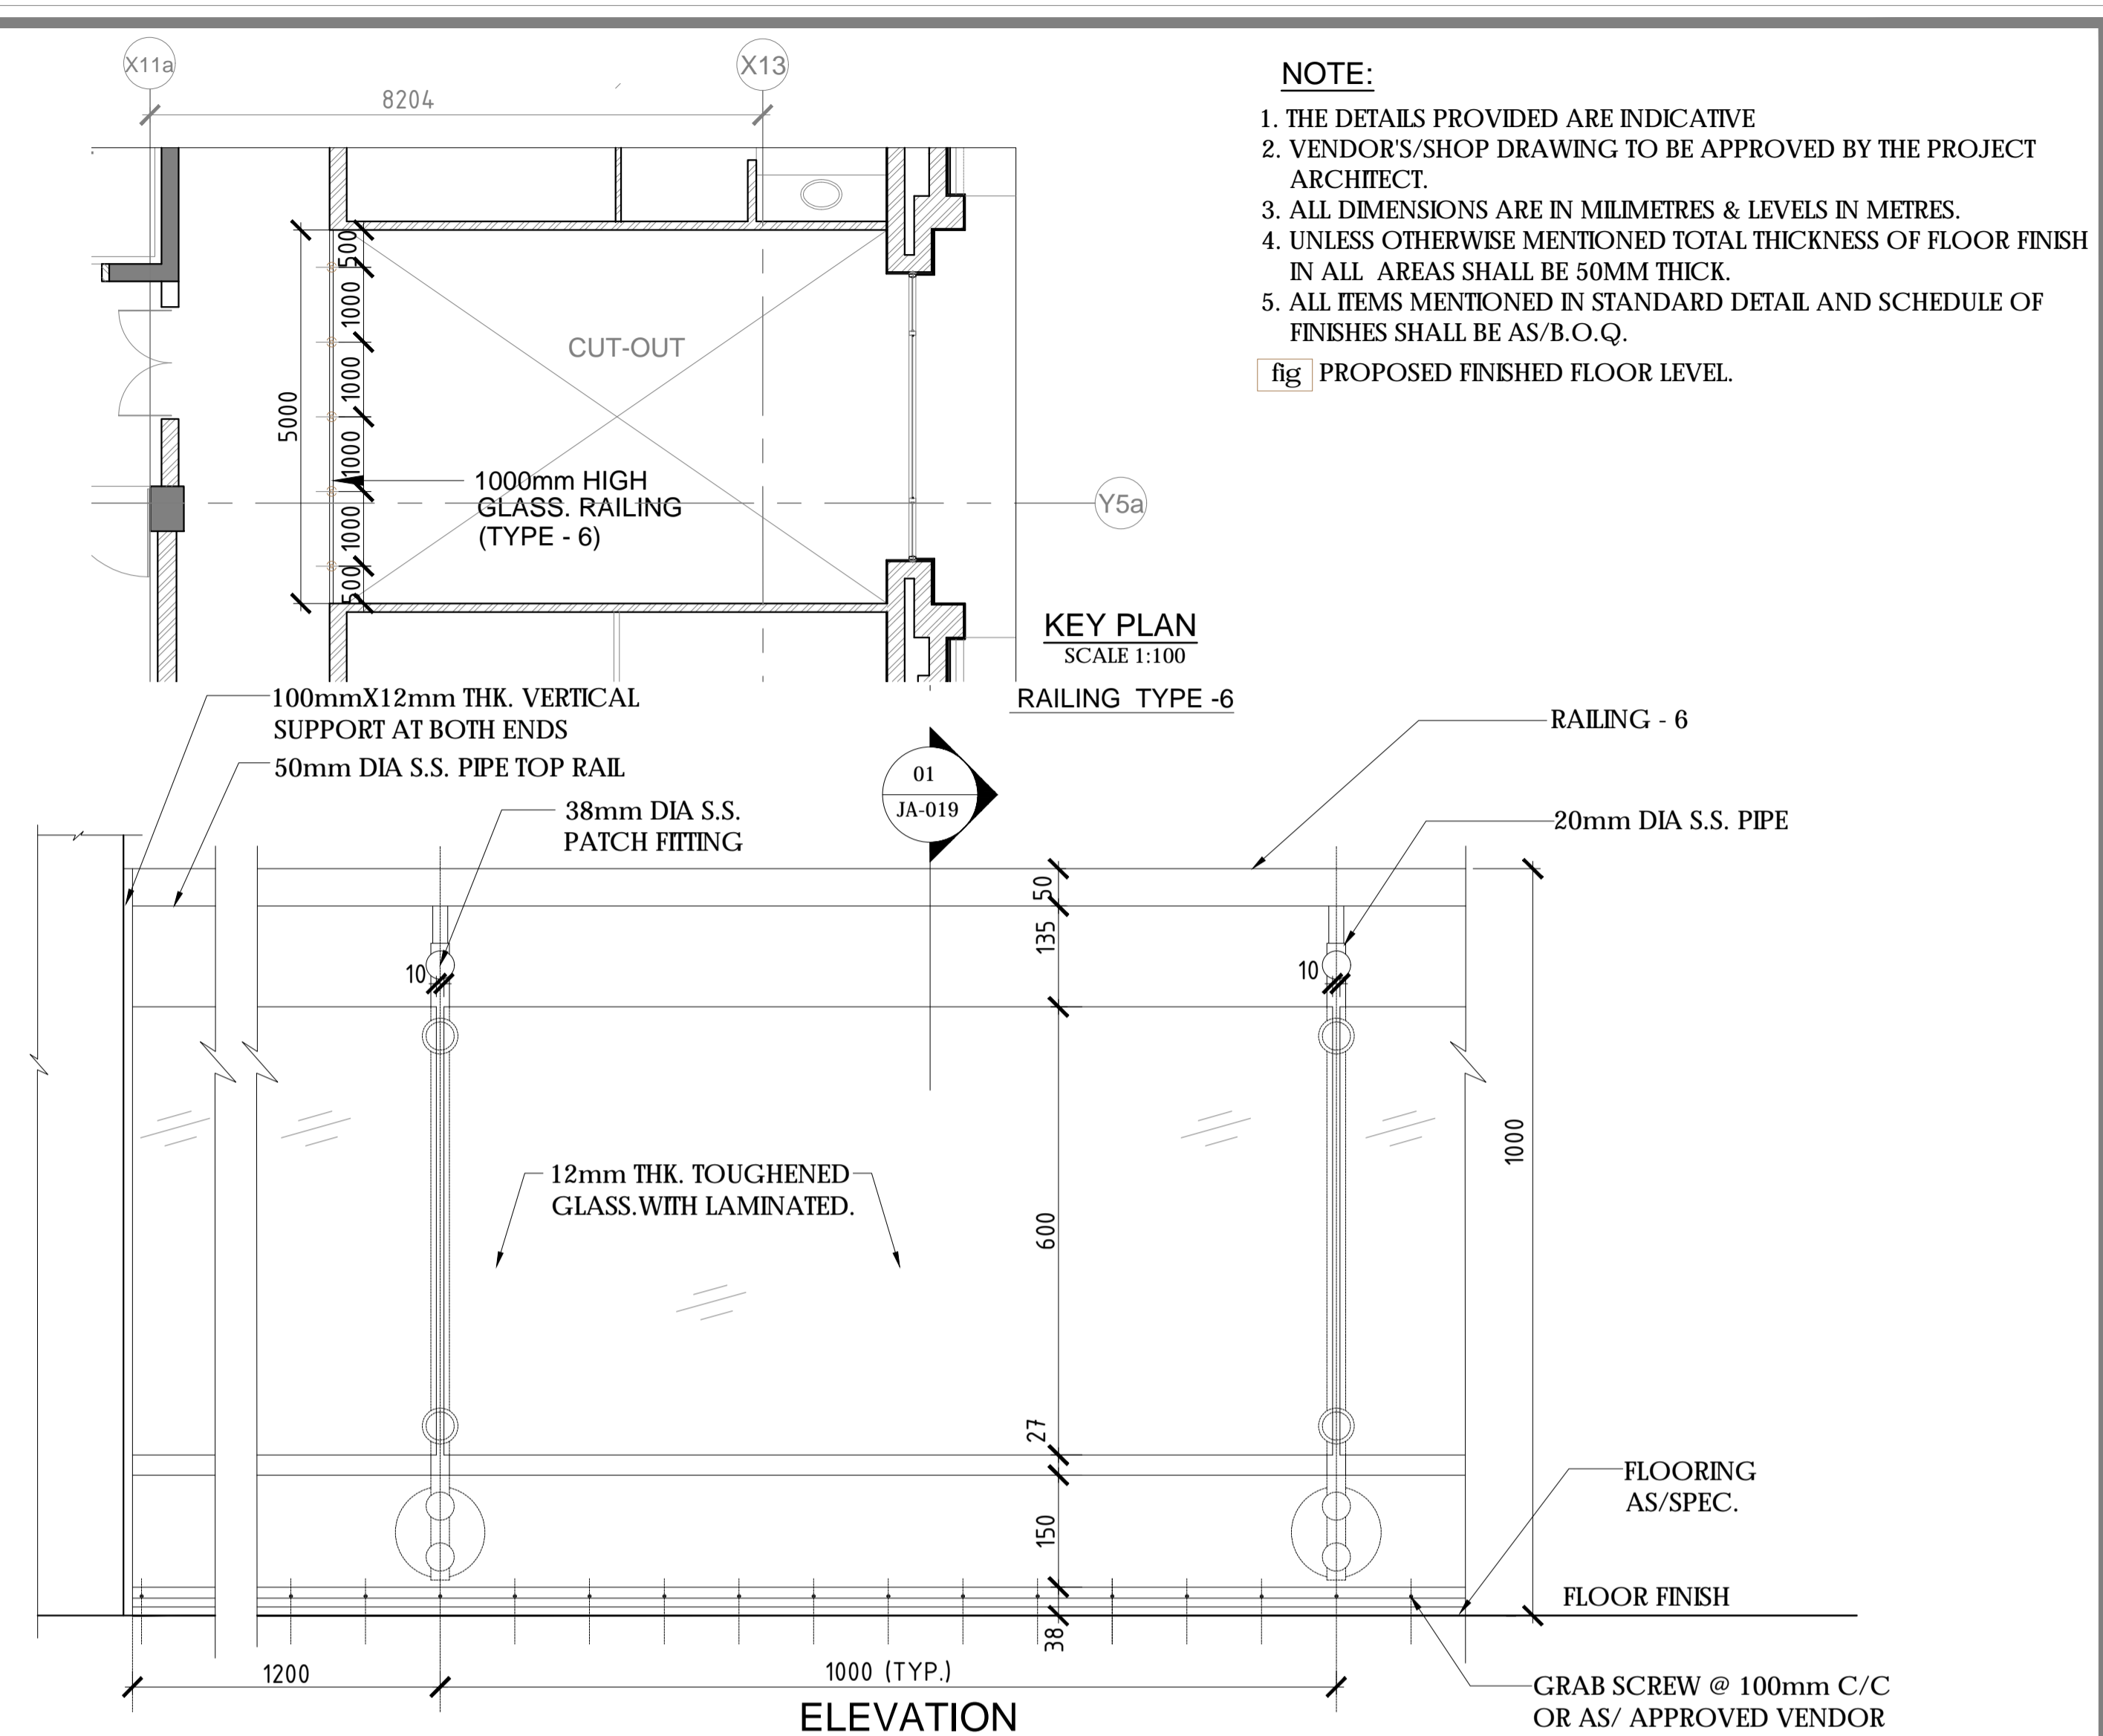 X11a
X13
8204
500
1000
1000
1000
1000
500
5000
CUT-OUT
1000mm HIGH
GLASS. RAILING
(TYPE - 6)
Y5a
KEY PLAN
SCALE 1:100
RAILING TYPE -6
NOTE:
1. THE DETAILS PROVIDED ARE INDICATIVE
2. VENDOR'S/SHOP DRAWING TO BE APPROVED BY THE PROJECT
ARCHITECT.
3. ALL DIMENSIONS ARE IN MILIMETRES & LEVELS IN METRES.
4. UNLESS OTHERWISE MENTIONED TOTAL THICKNESS OF FLOOR FINISH
IN ALL AREAS SHALL BE 50MM THICK.
5. ALL ITEMS MENTIONED IN STANDARD DETAIL AND SCHEDULE OF
FINISHES SHALL BE AS/B.O.Q.
fig PROPOSED FINISHED FLOOR LEVEL.
100mmX12mm THK. VERTICAL
SUPPORT AT BOTH ENDS
50mm DIA S.S. PIPE TOP RAIL
38mm DIA S.S.
PATCH FITTING
01
JA-019
RAILING - 6
20mm DIA S.S. PIPE
50
135
10
10
600
1000
12mm THK. TOUGHENED
GLASS.WITH LAMINATED.
27
150
38
FLOORING
AS/SPEC.
FLOOR FINISH
1200
1000 (TYP.)
GRAB SCREW @ 100mm C/C
OR AS/ APPROVED VENDOR
ELEVATION